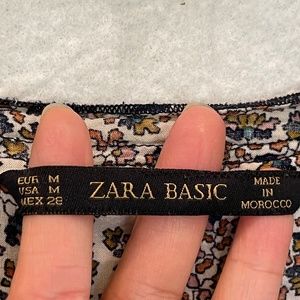 EUR M
USA M
MEX 28
ZARA BASIC
MADE
IN
MOROCCO